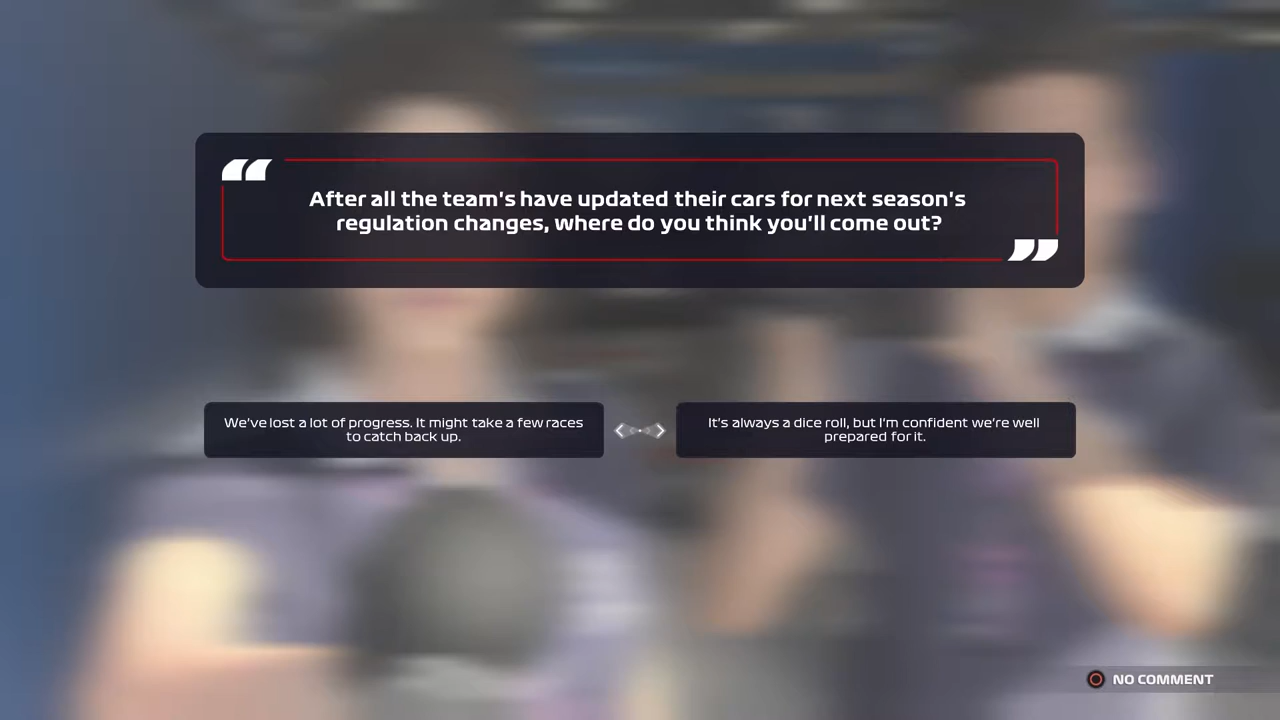 After all the team's have updated their cars for next season's
regulation changes, where do you think you'll come out?
We've lost a lot of progress. It might take a few races
to catch back up.
It's always a dice roll, but I'm confident we're well
prepared for it.
NO COMMENT